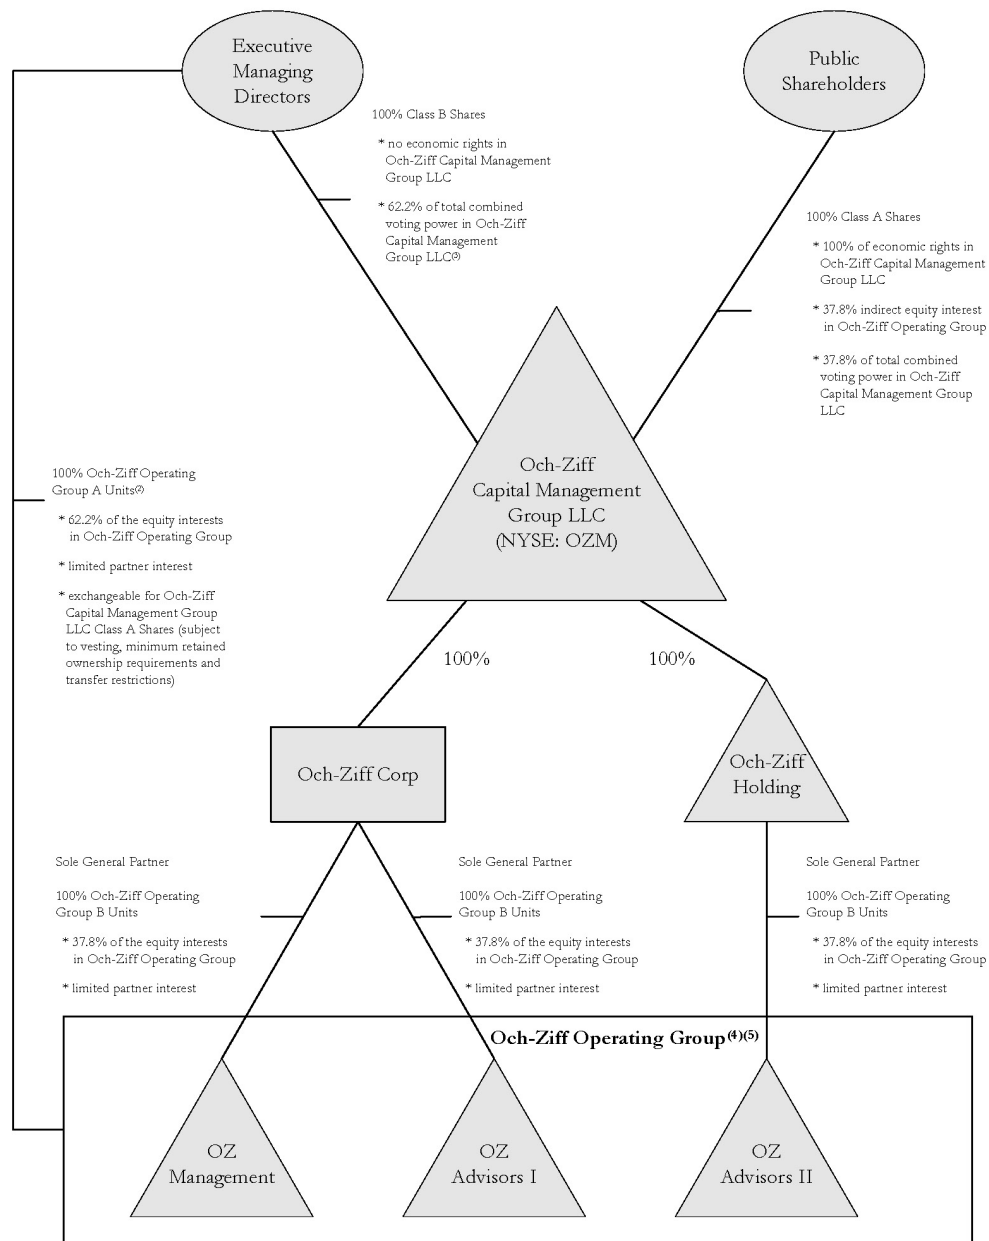 Executive
Managing
Directors
Public
Shareholders
100% Class B Shares
* no economic rights in
Och-Ziff Capital Management
Group LLC
* 62.2% of total combined
voting power in Och-Ziff
Capital Management
Group LLC(3)
100% Class A Shares
* 100% of economic rights in
Och-Ziff Capital Management
Group LLC
* 37.8% indirect equity interest
in Och-Ziff Operating Group
* 37.8% of total combined
voting power in Och-Ziff
Capital Management Group
LLC
Och-Ziff
Capital Management
Group LLC
(NYSE: OZM)
100% Och-Ziff Operating
Group A Units(2)
* 62.2% of the equity interests
in Och-Ziff Operating Group
* limited partner interest
* exchangeable for Och-Ziff
Capital Management Group
LLC Class A Shares (subject
to vesting, minimum retained
ownership requirements and
transfer restrictions)
100%
100%
Och-Ziff Corp
Och-Ziff
Holding
Sole General Partner
100% Och-Ziff Operating
Group B Units
* 37.8% of the equity interests
in Och-Ziff Operating Group
* limited partner interest
Sole General Partner
100% Och-Ziff Operating
Group B Units
* 37.8% of the equity interests
in Och-Ziff Operating Group
* limited partner interest
Sole General Partner
100% Och-Ziff Operating
Group B Units
* 37.8% of the equity interests
in Och-Ziff Operating Group
* limited partner interest
Och-Ziff Operating Group(4)(5)
OZ
Management
OZ
Advisors I
OZ
Advisors II